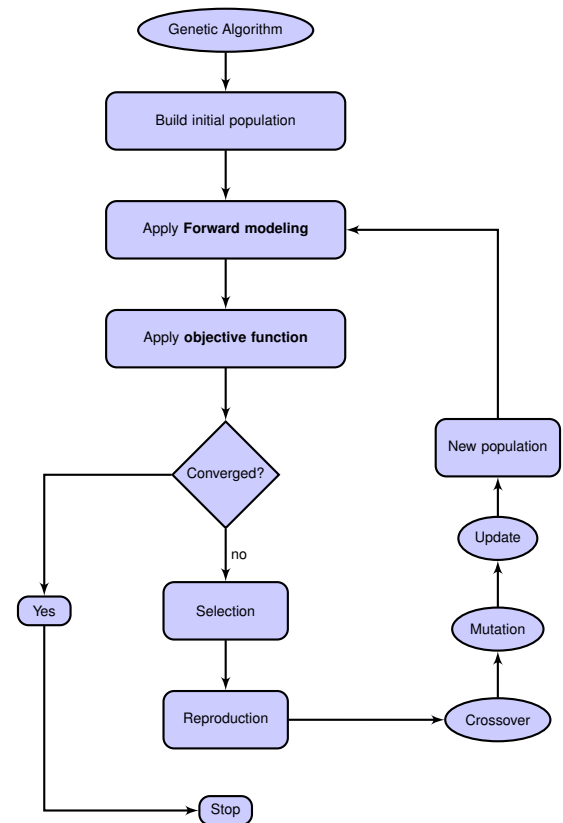 Genetic Algorithm
Build initial population
Apply Forward modeling
Apply objective function
Converged?
no
Yes
Selection
Reproduction
Stop
Crossover
Mutation
Update
New population